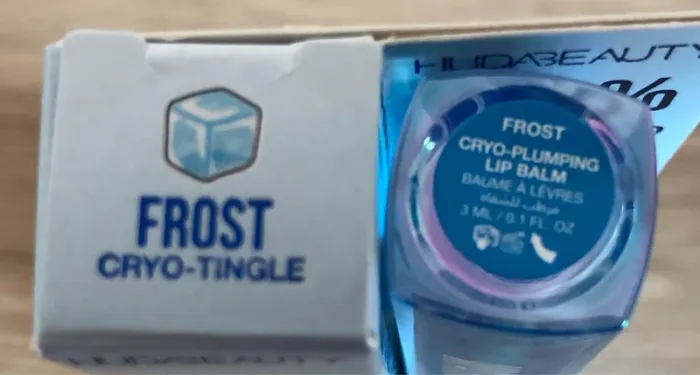 FROST
CRYO-TINGLE
HUDABEAUTY
HUDABEAUTY
%
FROST
CRYO-PLUMPING
LIP BALM
BAUME À LÈVRES
مرطب للشفاه
3 ML / 0.1 FL. OZ